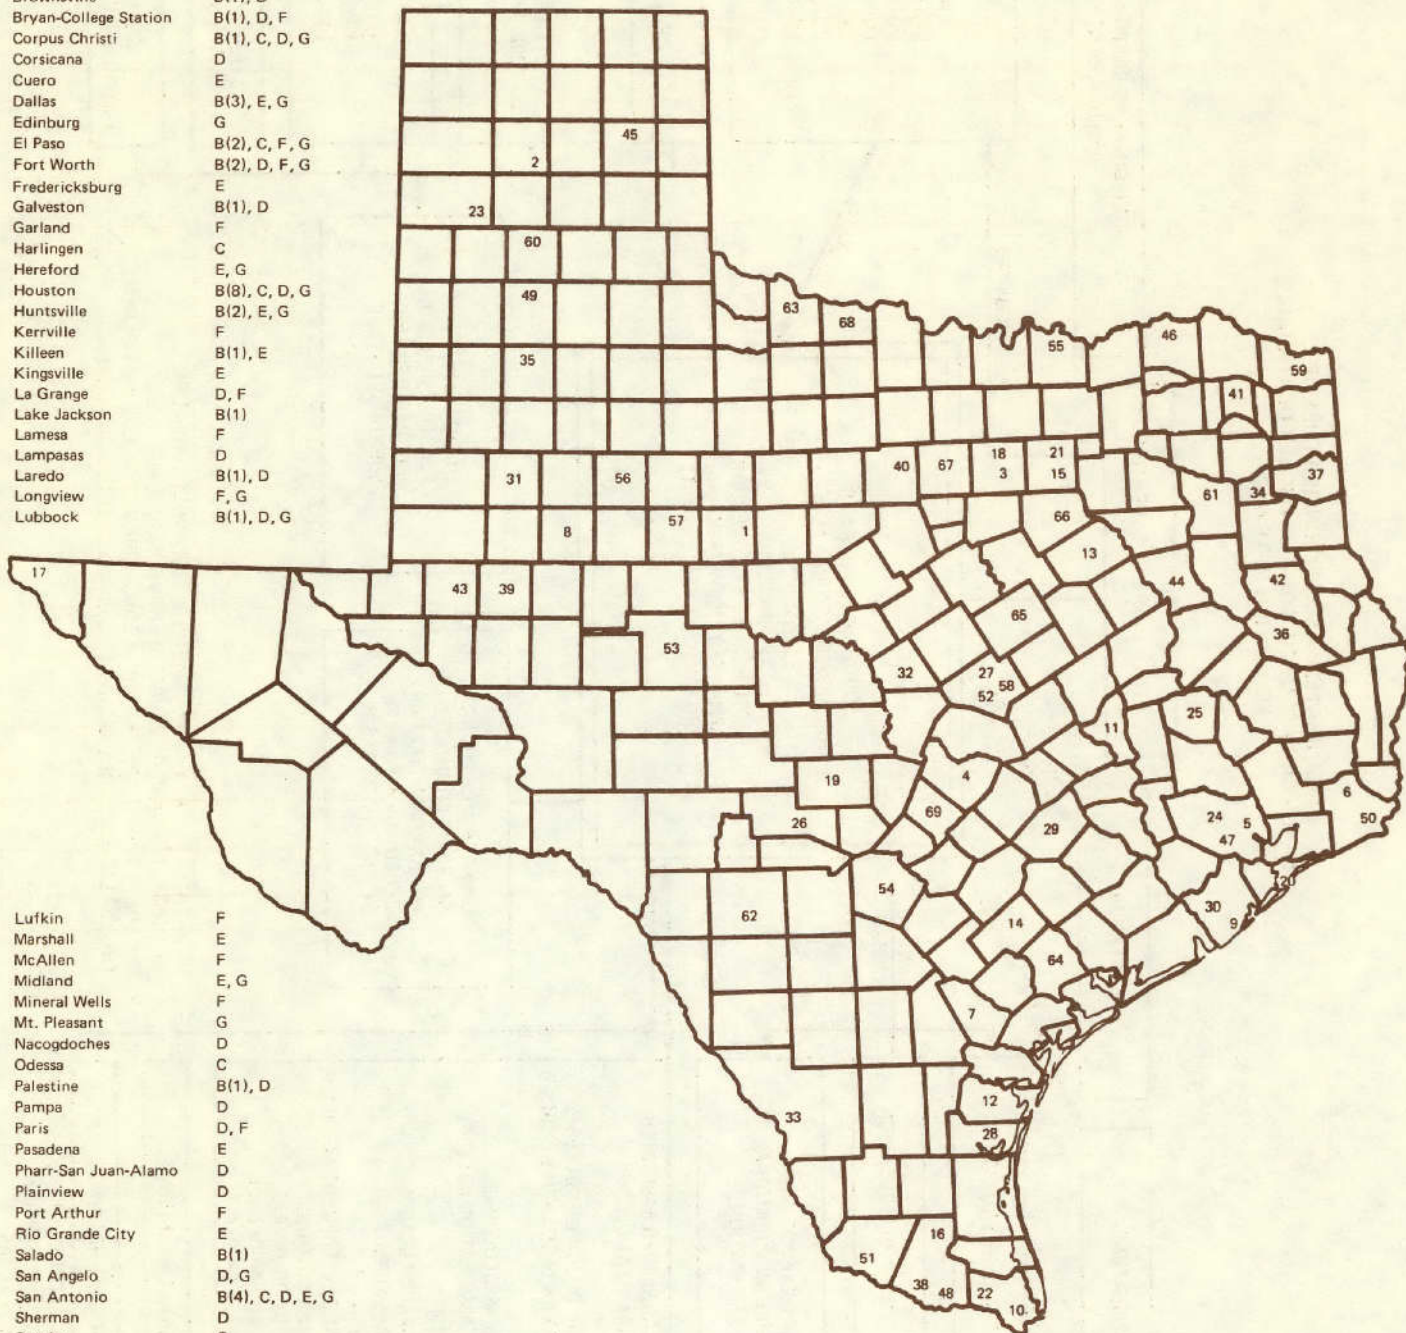 Bryan-College Station B(1), D, F
Corpus Christi B(1), C, D, G
Corsicana D
Cuero E
Dallas B(3), E, G
Edinburg G
El Paso B(2), C, F, G
Fort Worth B(2), D, F, G
Fredericksburg E
Galveston B(1), D
Garland F
Harlingen C
Hereford E, G
Houston B(8), C, D, G
Huntsville B(2), E, G
Kerrville F
Killeen B(1), E
Kingsville E
La Grange D, F
Lake Jackson B(1)
Lamesa F
Lampasas D
Laredo B(1), D
Longview F, G
Lubbock B(1), D, G
45
2
23
60
49
63
68
55
46
59
35
41
31
56
40
67
18
3
21
15
61
34
37
8
57
1
66
13
17
43
39
44
42
65
36
53
32
27
58
52
25
11
19
4
6
26
69
29
24
5
47
50
54
20
62
14
30
9
64
7
33
12
28
16
51
38
48
22
10
Lufkin F
Marshall E
McAllen F
Midland E, G
Mineral Wells F
Mt. Pleasant G
Nacogdoches D
Odessa C
Palestine B(1), D
Pampa D
Paris D, F
Pasadena E
Pharr-San Juan-Alamo D
Plainview D
Port Arthur F
Rio Grande City E
Salado B(1)
San Angelo D, G
San Antonio B(4), C, D, E, G
Sherman D